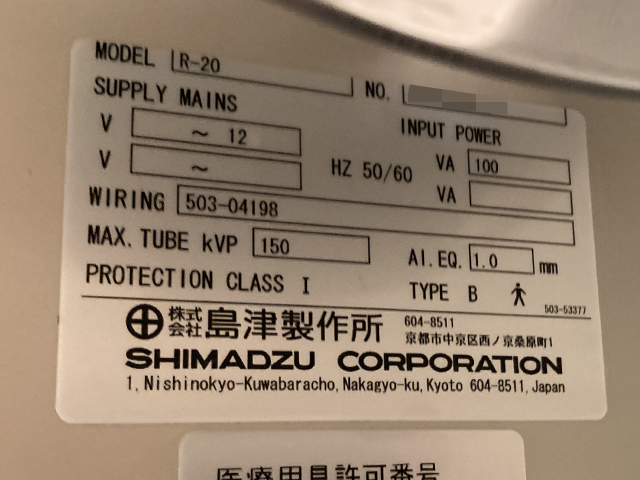 MODEL R-20 NO.
SUPPLY MAINS
V ~ 12 INPUT POWER
V ~ HZ 50/60 VA 100
VA
WIRING 503-04198
MAX. TUBE kVP 150 Al.EQ. 1.0 mm
PROTECTION CLASS I TYPE B
503-53377
株式会社 島津製作所 604-8511
京都市中京区西ノ京桑原町1
SHIMADZU CORPORATION
1, Nishinokyo-Kuwabaracho, Nakagyo-ku, Kyoto 604-8511, Japan
医療用具許可番号